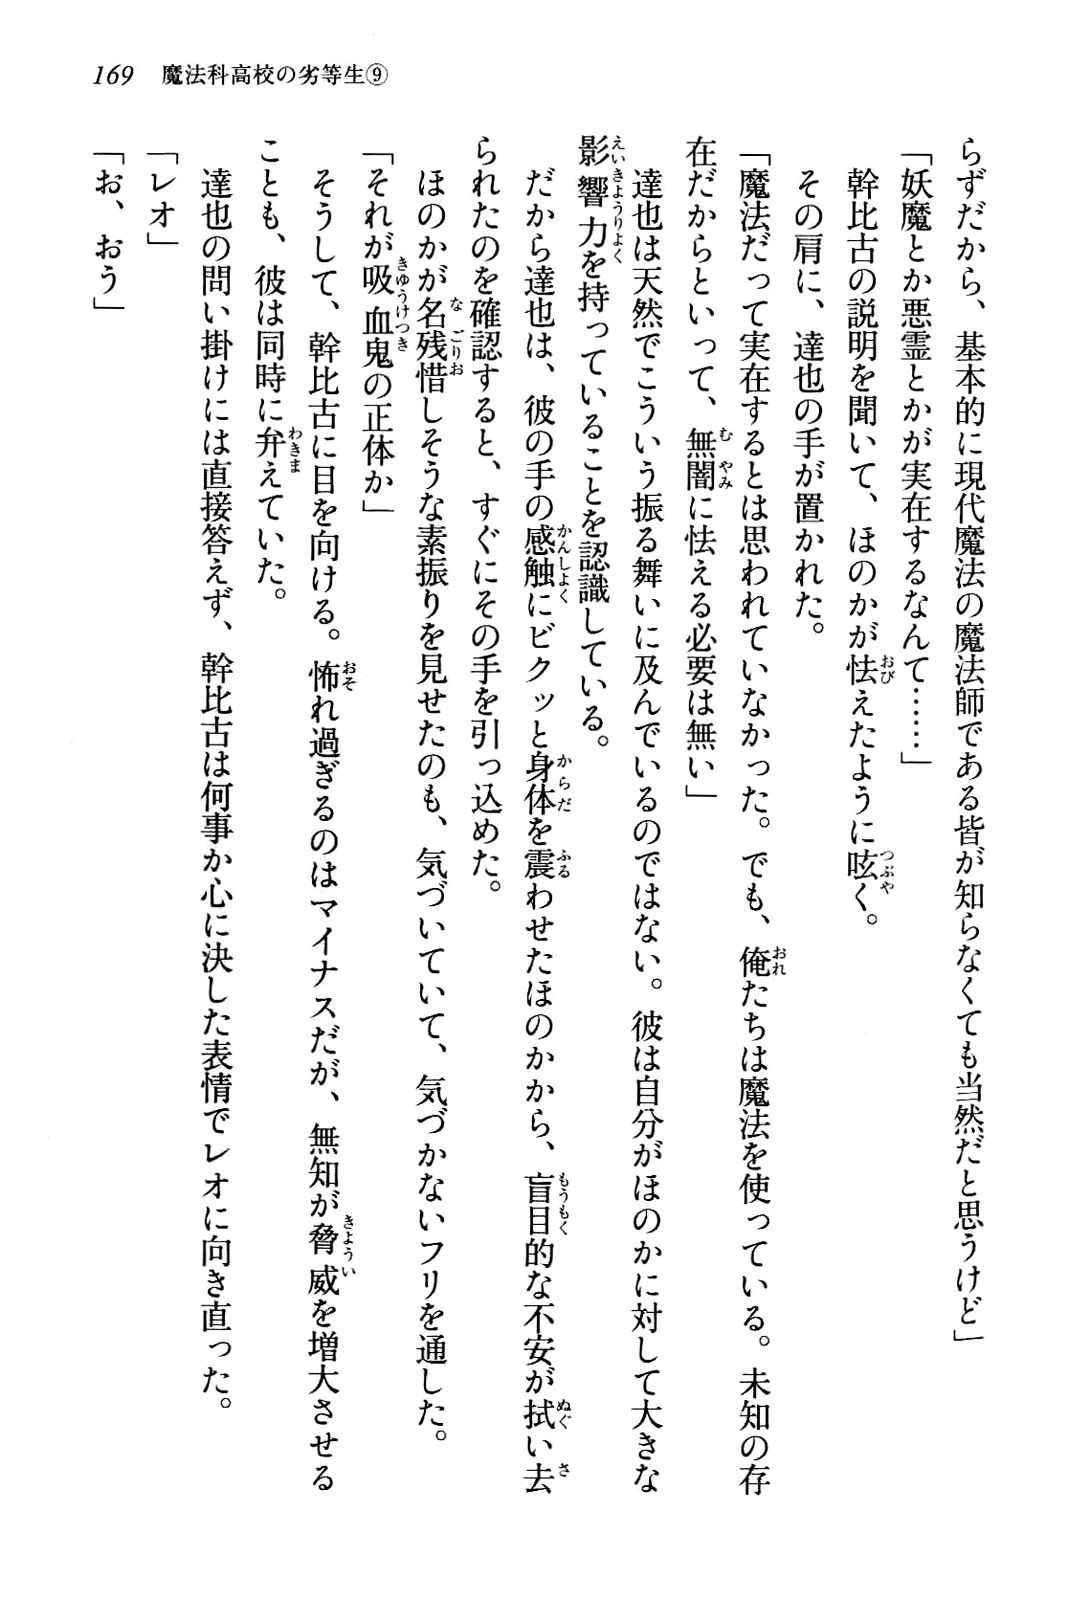 169 魔法科高校の劣等生⑨
らずだから、基本的に現代魔法の魔法師である皆が知らなくても当然だと思うけど」
「妖魔とか悪霊とかが実在するなんて……」
幹比古の説明を聞いて、ほのかが怯えたように呟く。
その肩に、達也の手が置かれた。
「魔法だって実在するとは思われていなかった。でも、俺たちは魔法を使っている。未知の存
在だからといって、無闇に怯える必要は無い」
達也は天然でこういう振る舞いに及んでいるのではない。彼は自分がほのかに対して大きな
影響力を持っていることを認識している。
だから達也は、彼の手の感触にビクッと身体を震わせたほのかから、盲目的な不安が拭い去
られたのを確認すると、すぐにその手を引っ込めた。
ほのかが名残惜しそうな素振りを見せたのも、気づいていて、気づかないフリを通した。
「それが吸血鬼の正体か」
そうして、幹比古に目を向ける。怖れ過ぎるのはマイナスだが、無知が脅威を増大させる
ことも、彼は同時に弁えていた。
達也の問い掛けには直接答えず、幹比古は何事か心に決した表情でレオに向き直った。
「レオ」
「お、おう」